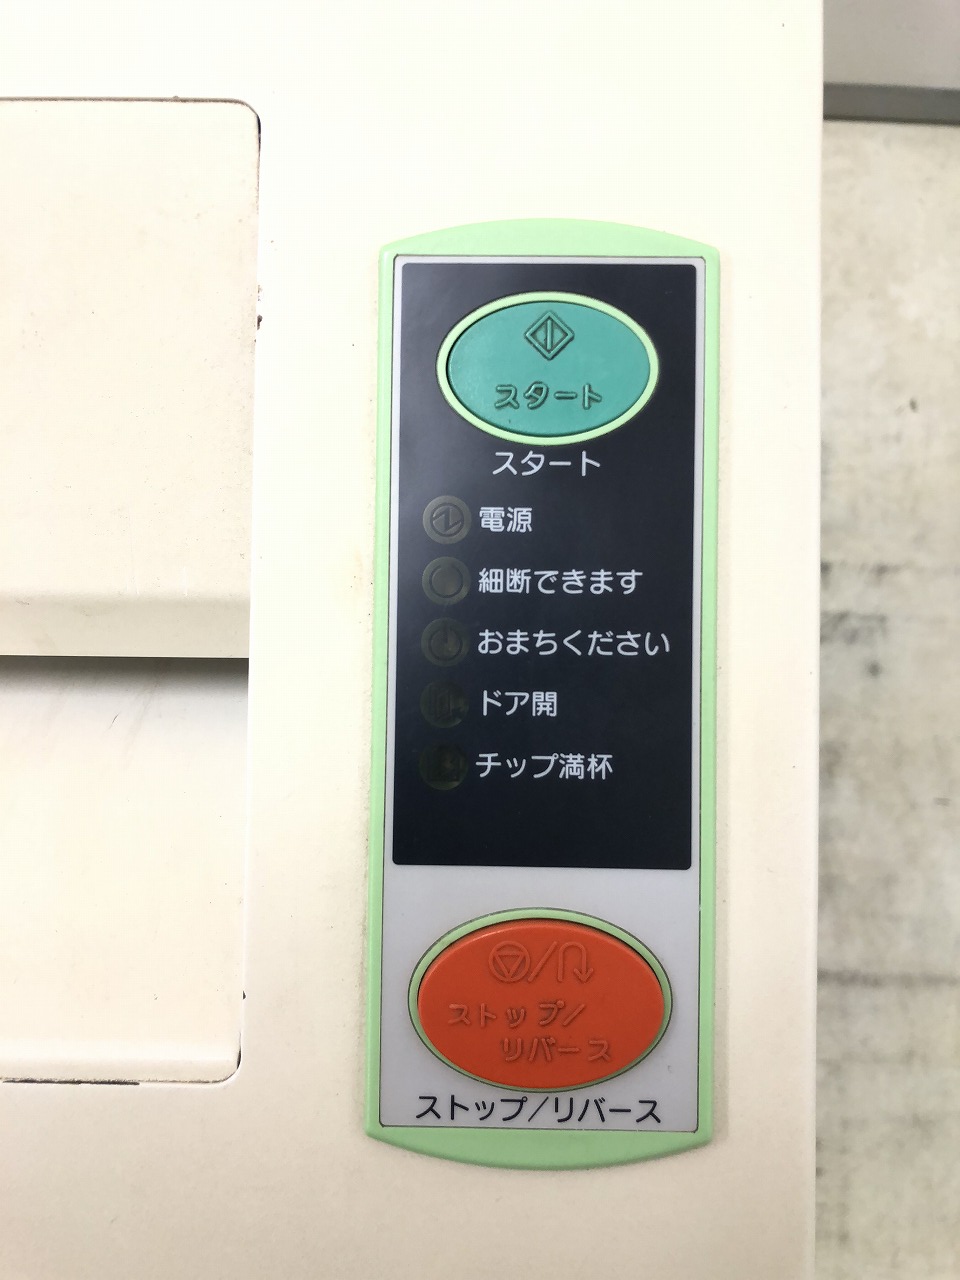 スタート
スタート
電源
細断できます
おまちください
ドア開
チップ満杯
ストップ/
リバース
ストップ/リバース